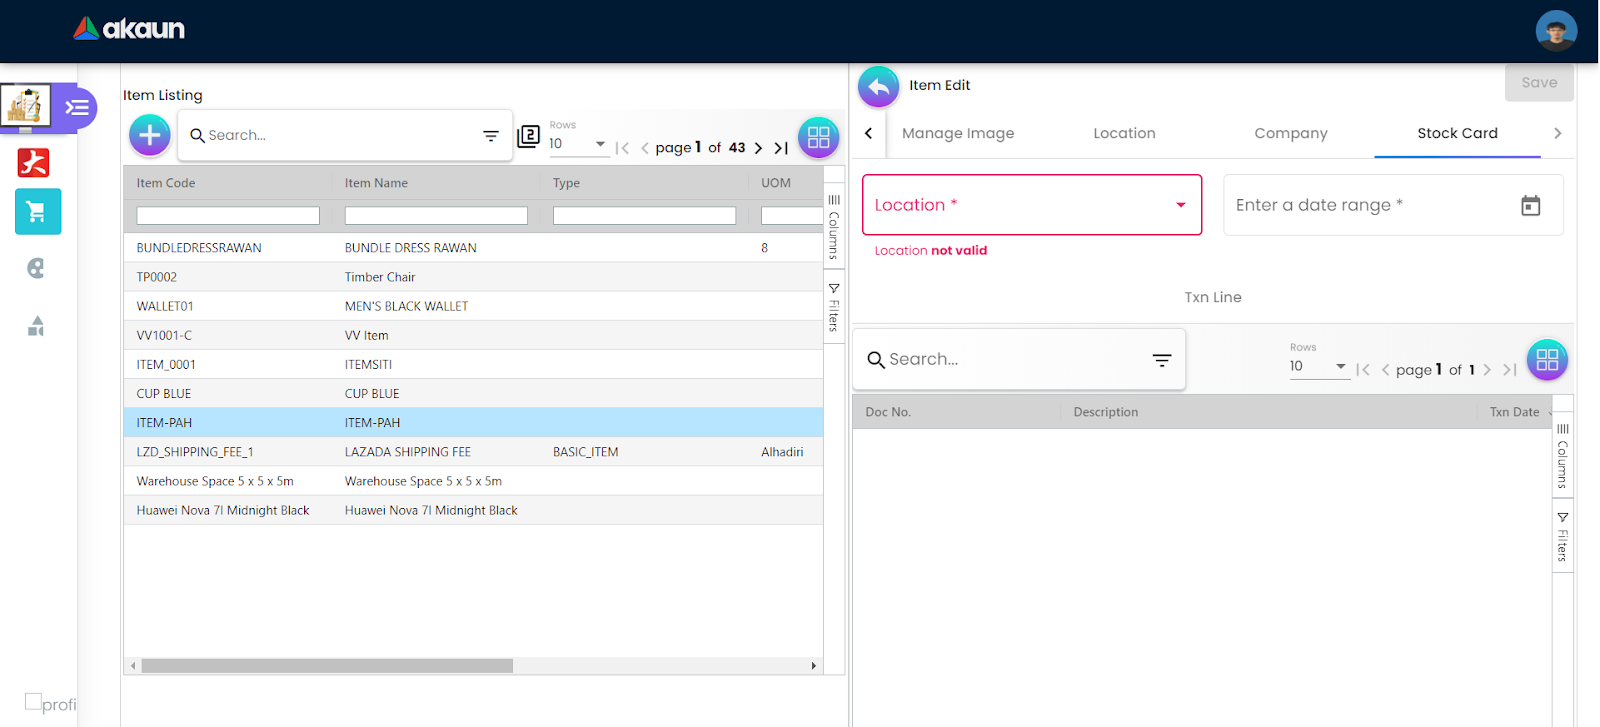 akaun
Item Listing
Search...
2
Rows
10
page 1 of 43
Item Code Item Name Type UOM
BUNDLEDRESSRAWAN BUNDLE DRESS RAWAN 8
TP0002 Timber Chair
WALLET01 MEN'S BLACK WALLET
VV1001-C VV Item
ITEM_0001 ITEMSITI
CUP BLUE CUP BLUE
ITEM-PAH ITEM-PAH
LZD_SHIPPING_FEE_1 LAZADA SHIPPING FEE BASIC_ITEM Alhadiri
Warehouse Space 5 x 5 x 5m Warehouse Space 5 x 5 x 5m
Huawei Nova 7I Midnight Black Huawei Nova 7I Midnight Black
Columns
Filters
profi
Item Edit
Save
Manage Image Location Company Stock Card
Location * Enter a date range *
Location not valid
Txn Line
Search...
Rows
10
page 1 of 1
Doc No. Description Txn Date
Columns
Filters